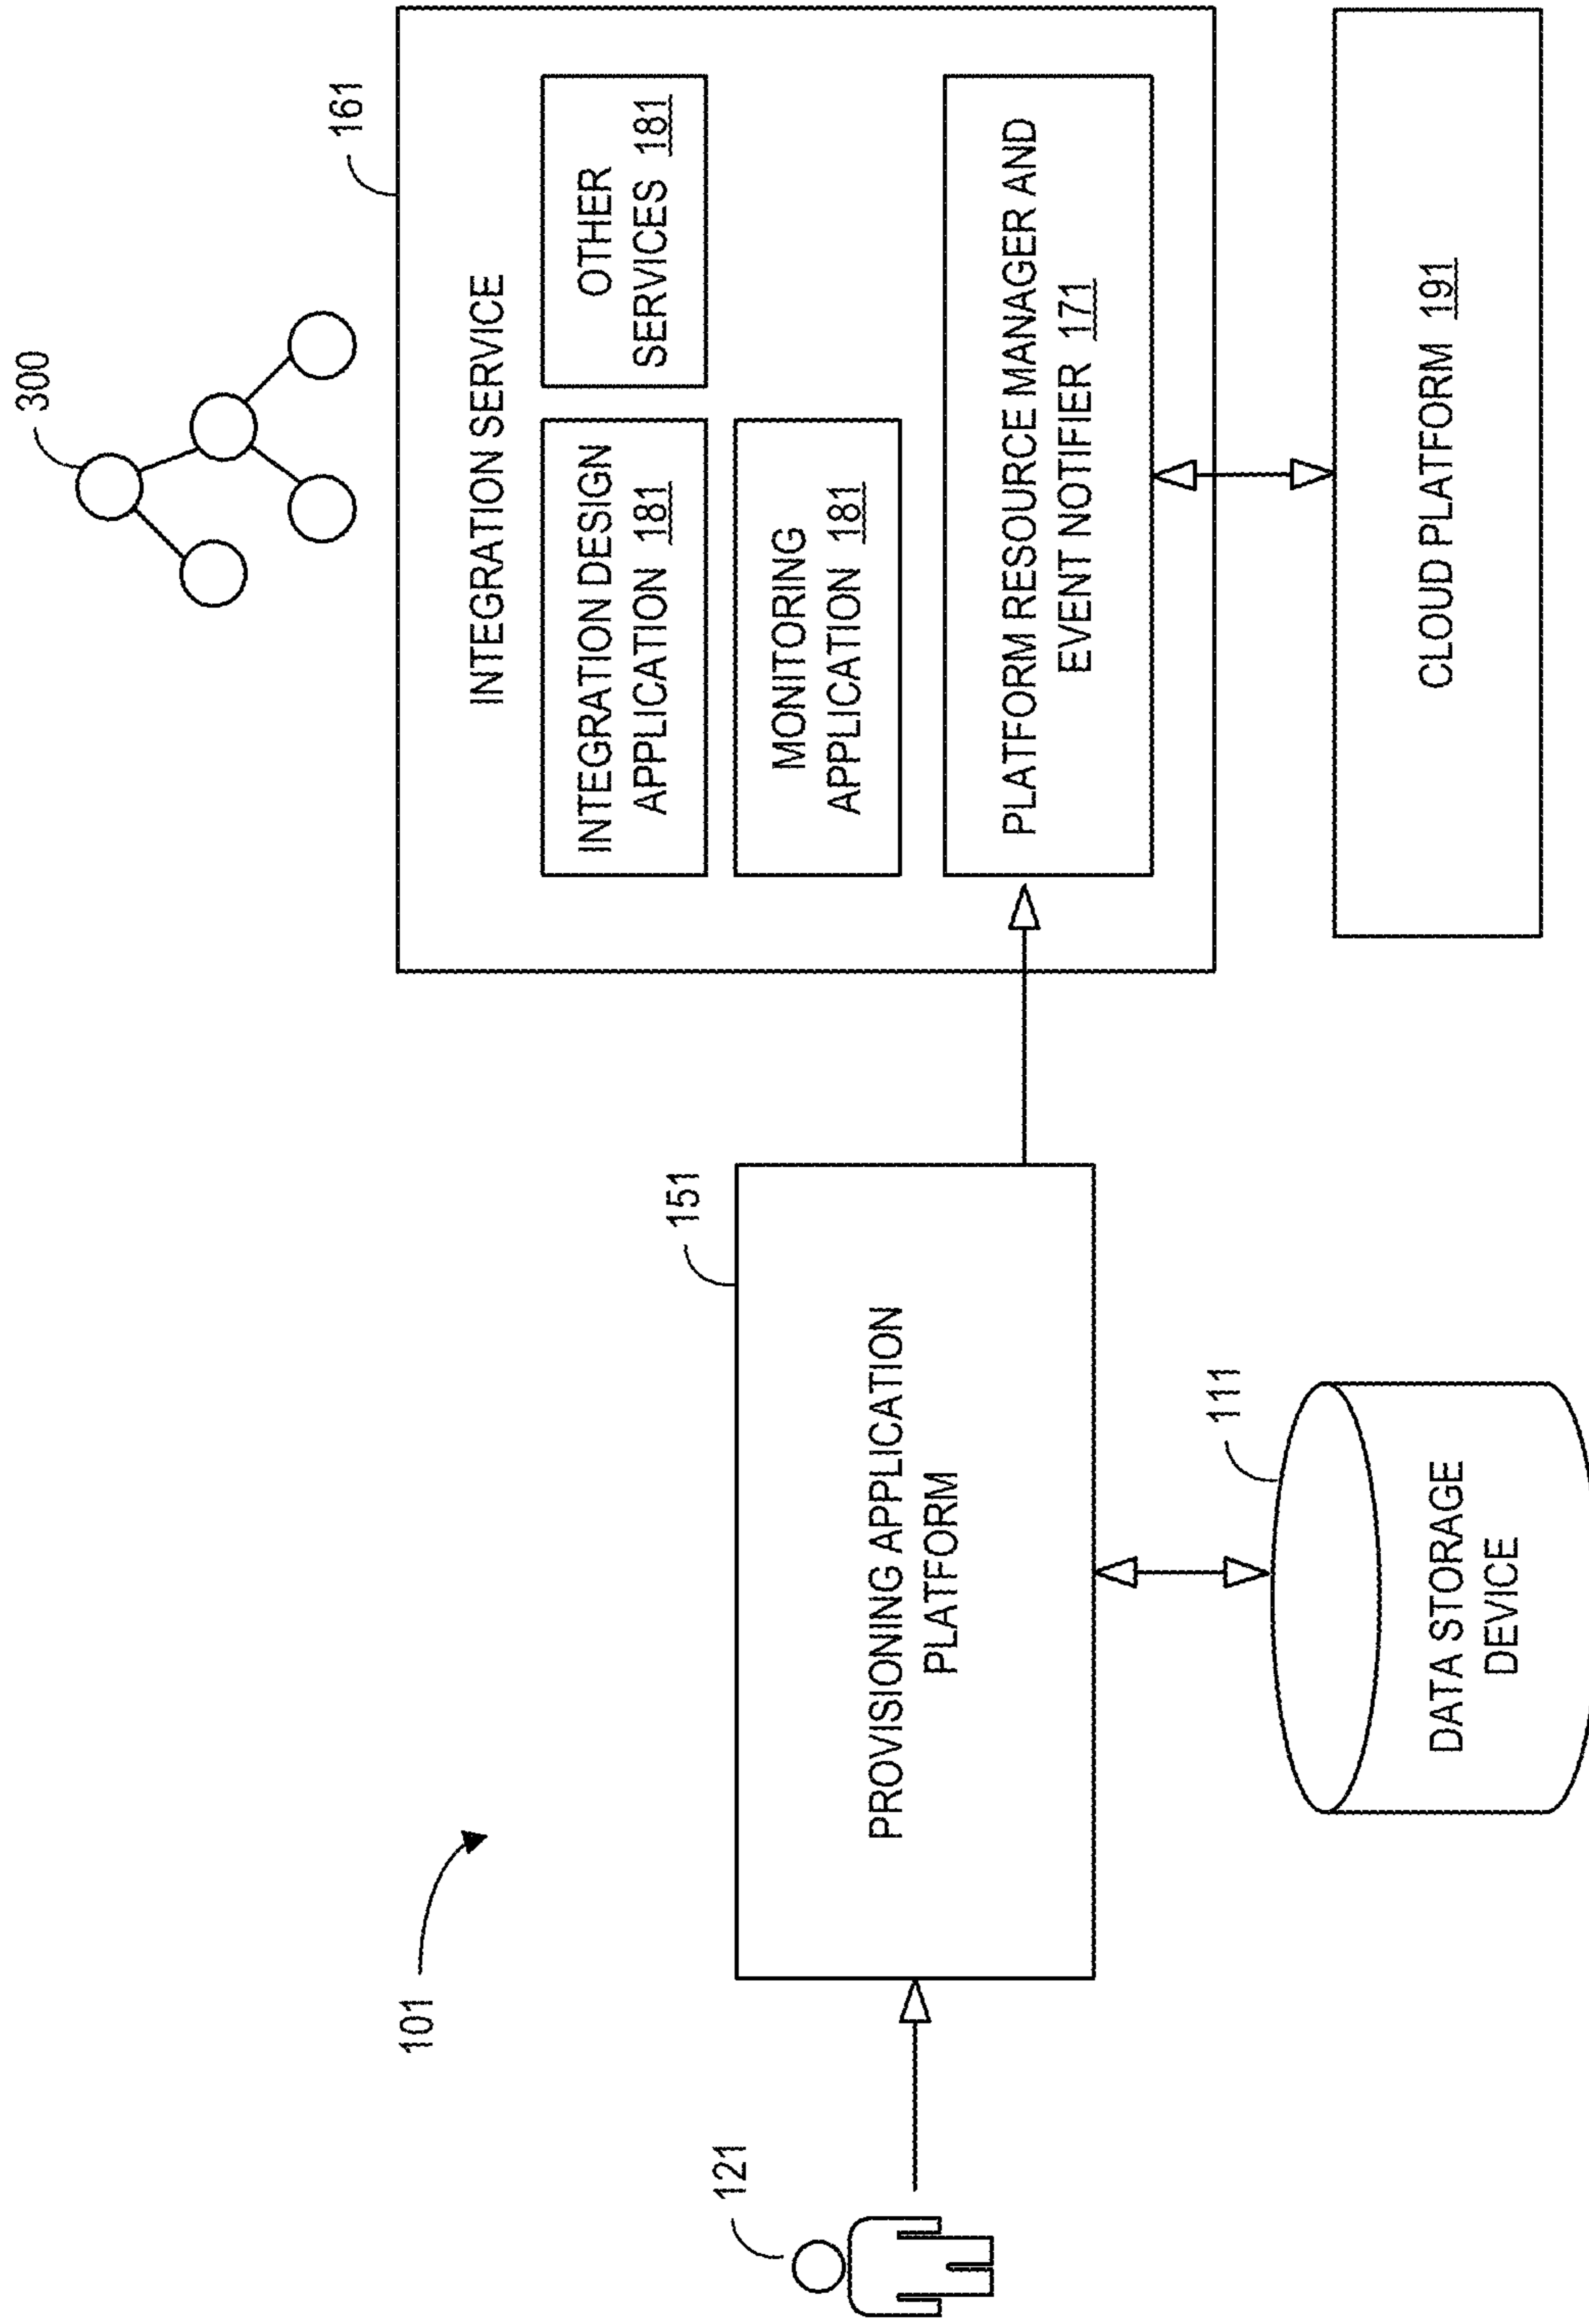 300
161
INTEGRATION SERVICE
INTEGRATION DESIGN
APPLICATION 181
OTHER
SERVICES 181
MONITORING
APPLICATION 181
PLATFORM RESOURCE MANAGER AND
EVENT NOTIFIER 171
CLOUD PLATFORM 191
101
151
PROVISIONING APPLICATION
PLATFORM
121
111
DATA STORAGE
DEVICE